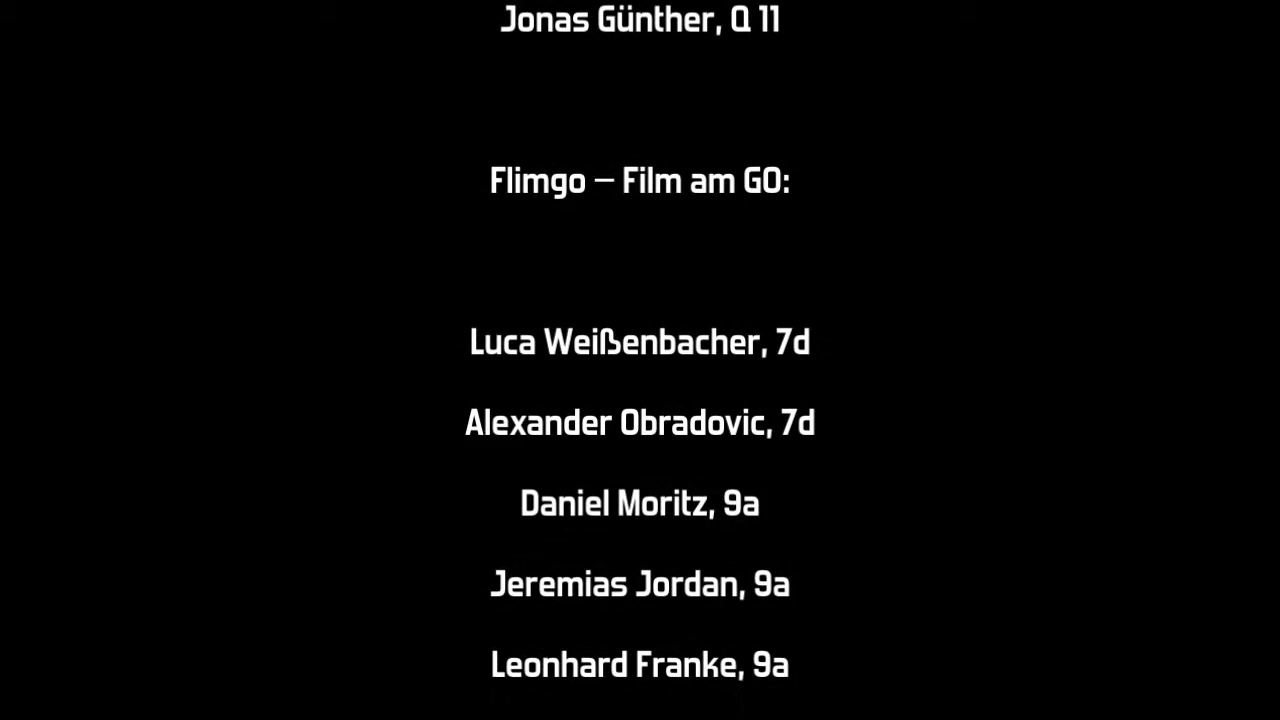 Jonas Günther, Q 11
Flimgo – Film am GO:
Luca Weißenbacher, 7d
Alexander Obradovic, 7d
Daniel Moritz, 9a
Jeremias Jordan, 9a
Leonhard Franke, 9a